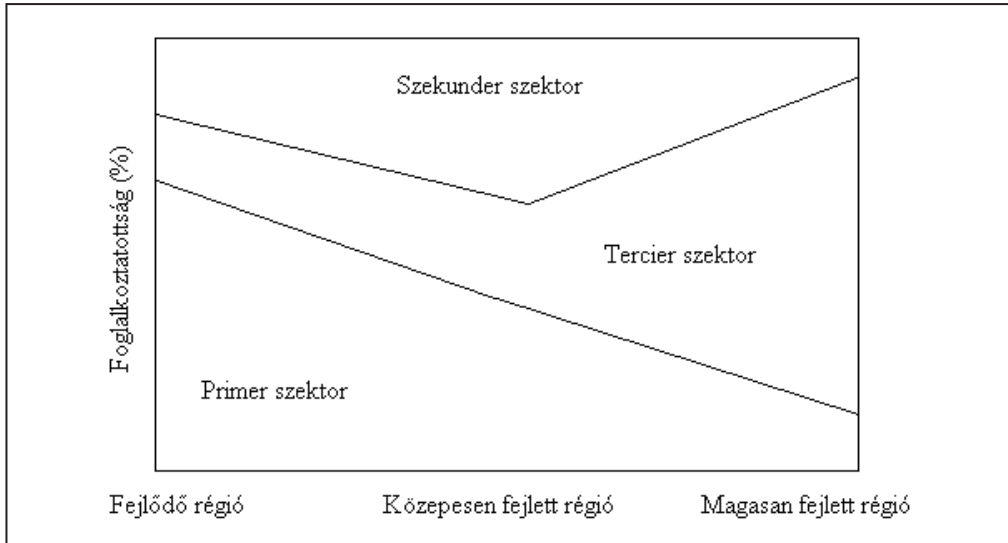 Szekunder szektor
Foglalkoztatottság (%)
Tercier szektor
Primer szektor
Fejlődő régió
Közepesen fejlett régió
Magasan fejlett régió